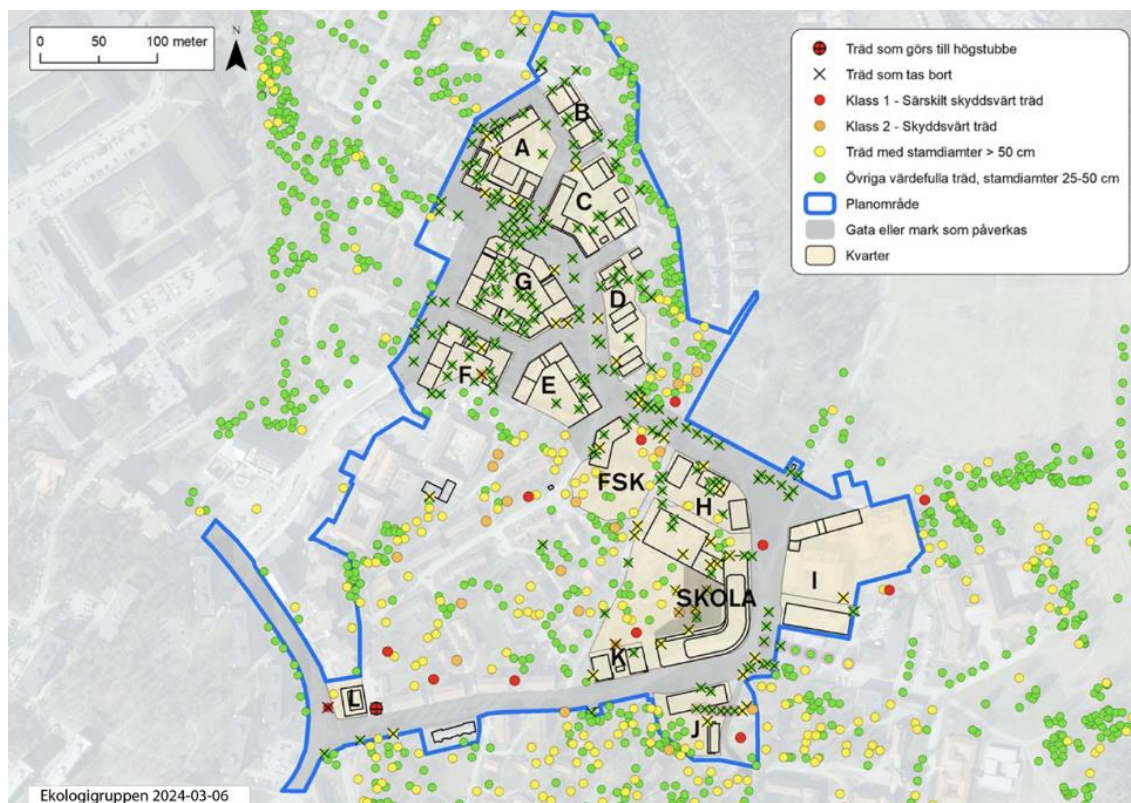 0 50 100 meter
N
Träd som görs till högstubbe
Träd som tas bort
Klass 1 - Särskilt skyddsvärt träd
Klass 2 - Skyddsvärt träd
Träd med stamdiamter > 50 cm
Övriga värdefulla träd, stamdiamter 25-50 cm
Planområde
Gata eller mark som påverkas
Kvarter
B
A
C
G
D
F
E
FSK
H
I
SKOLA
K
L
J
Ekologigruppen 2024-03-06